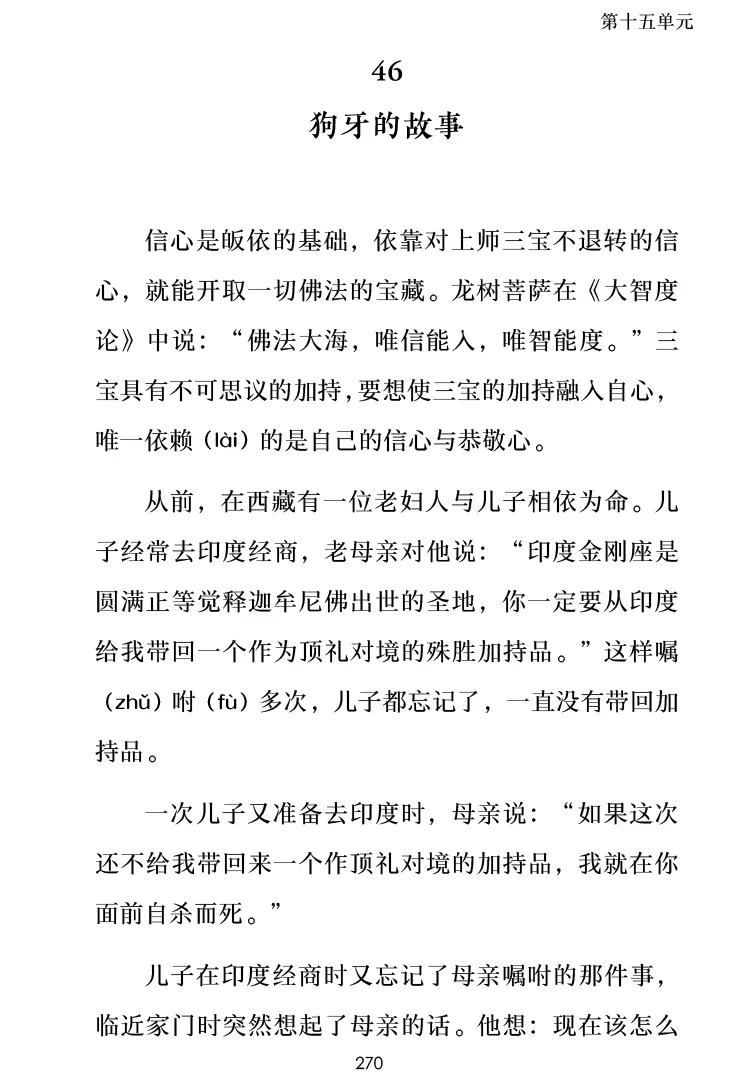 第十五单元
46
狗牙的故事
信心是皈依的基础，依靠对上师三宝不退转的信
心，就能开取一切佛法的宝藏。龙树菩萨在《大智度
论》中说：“佛法大海，唯信能入，唯智能度。”三
宝具有不可思议的加持，要想使三宝的加持融入自心，
唯一依赖（lài）的是自己的信心与恭敬心。
从前，在西藏有一位老妇人与儿子相依为命。儿
子经常去印度经商，老母亲对他说：“印度金刚座是
圆满正等觉释迦牟尼佛出世的圣地，你一定要从印度
给我带回一个作为顶礼对境的殊胜加持品。”这样嘱
（zhǔ）咐（fù）多次，儿子都忘记了，一直没有带回加
持品。
一次儿子又准备去印度时，母亲说：“如果这次
还不给我带回来一个作顶礼对境的加持品，我就在你
面前自杀而死。”
儿子在印度经商时又忘记了母亲嘱咐的那件事，
临近家门时突然想起了母亲的话。他想：现在该怎么
270